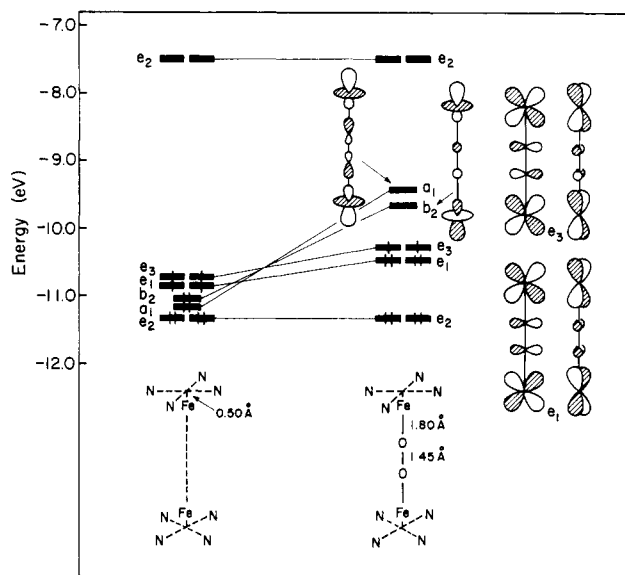 Energy (eV)
-7.0
-8.0
-9.0
-10.0
-11.0
-12.0
e₂
e₃
e₁
b₂
a₁
e₂
e₂
a₁
b₂
e₃
e₁
e₂
e₃
e₁
N
N N
N Fe
0.50 Å
Fe
N N
N N
N
N N
N Fe
1.80 Å
O
1.45 Å
O
Fe
N N
N N